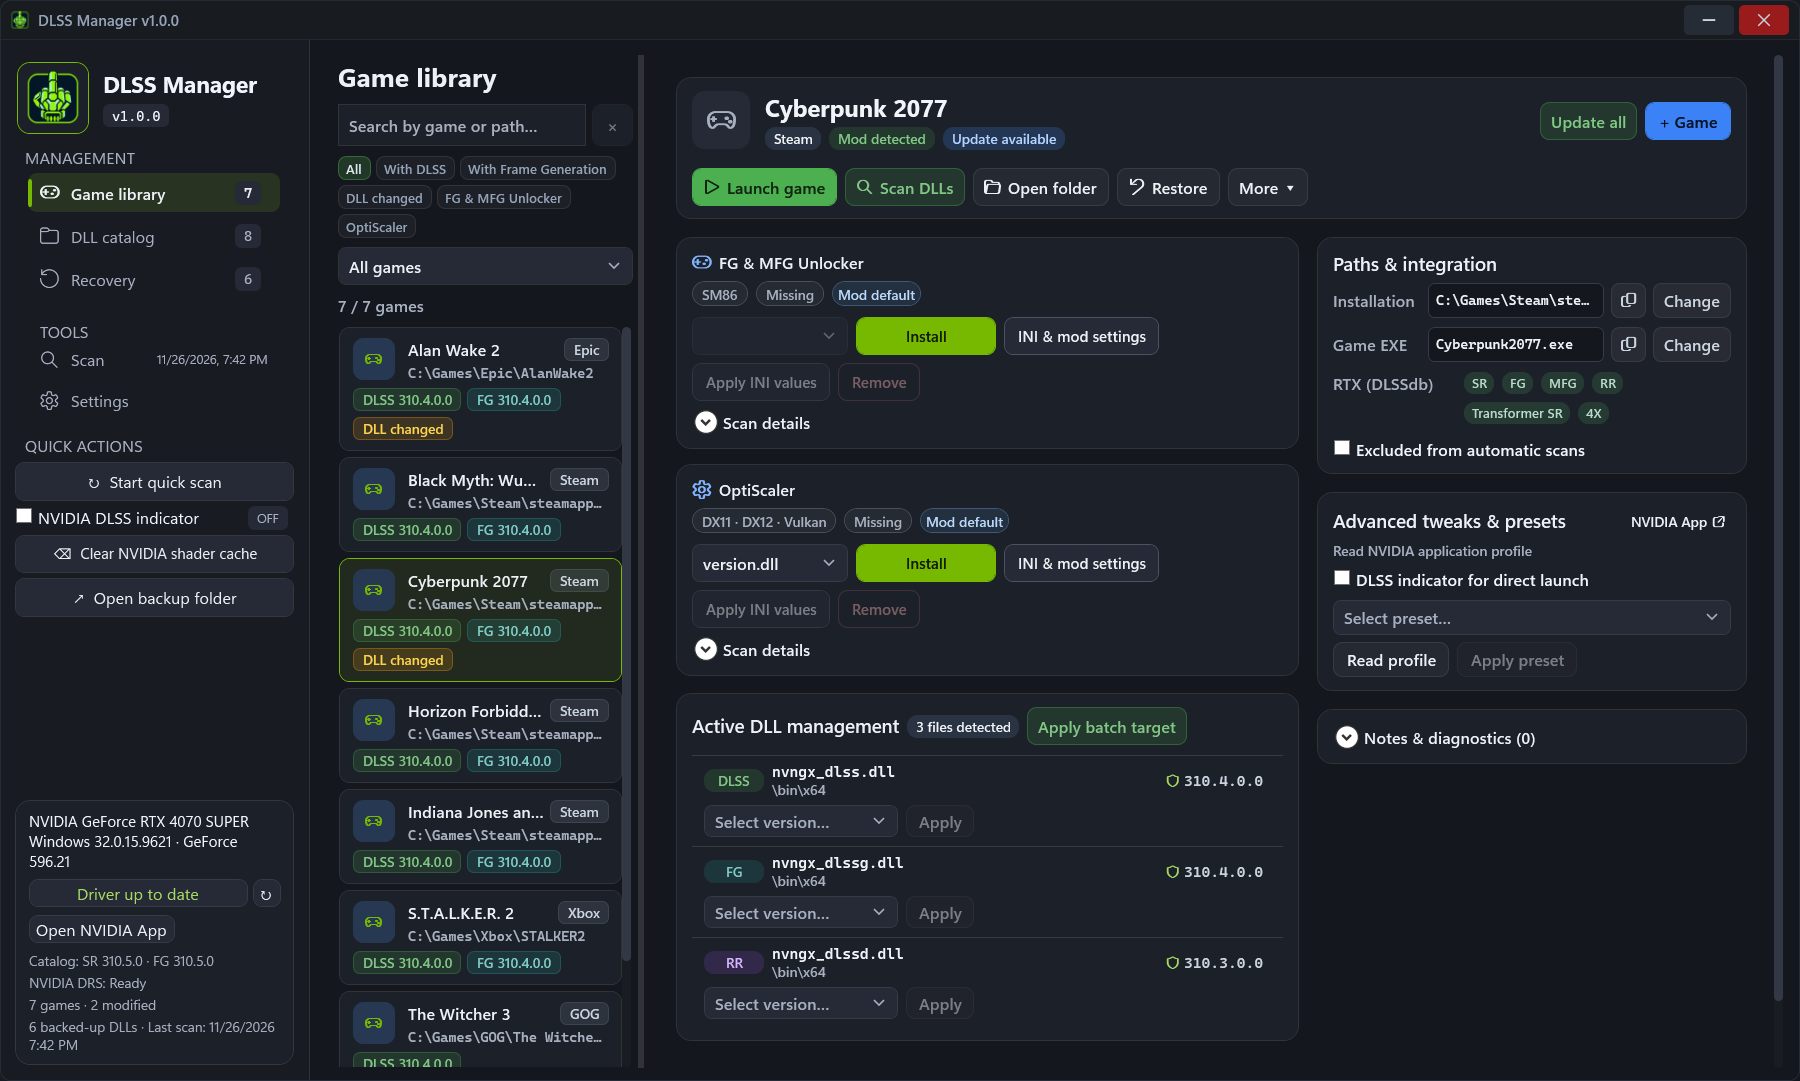 DLSS Manager v1.0.0
DLSS Manager
v1.0.0
MANAGEMENT
Game library 7
DLL catalog 8
Recovery 6
TOOLS
Scan 11/26/2026, 7:42 PM
Settings
QUICK ACTIONS
↻ Start quick scan
NVIDIA DLSS indicator OFF
⌫ Clear NVIDIA shader cache
↗ Open backup folder
NVIDIA GeForce RTX 4070 SUPER
Windows 32.0.15.9621 · GeForce
596.21
Driver up to date ↻
Open NVIDIA App
Catalog: SR 310.5.0 · FG 310.5.0
NVIDIA DRS: Ready
7 games · 2 modified
6 backed-up DLLs · Last scan: 11/26/2026
7:42 PM
Game library
Search by game or path... ×
All With DLSS With Frame Generation
DLL changed FG & MFG Unlocker
OptiScaler
All games
7 / 7 games
Alan Wake 2 Epic
C:\Games\Epic\AlanWake2
DLSS 310.4.0.0 FG 310.4.0.0
DLL changed
Black Myth: Wu... Steam
C:\Games\Steam\steamapp...
DLSS 310.4.0.0 FG 310.4.0.0
Cyberpunk 2077 Steam
C:\Games\Steam\steamapp...
DLSS 310.4.0.0 FG 310.4.0.0
DLL changed
Horizon Forbidd... Steam
C:\Games\Steam\steamapp...
DLSS 310.4.0.0 FG 310.4.0.0
Indiana Jones an... Steam
C:\Games\Steam\steamapp...
DLSS 310.4.0.0 FG 310.4.0.0
S.T.A.L.K.E.R. 2 Xbox
C:\Games\Xbox\STALKER2
DLSS 310.4.0.0 FG 310.4.0.0
The Witcher 3 GOG
C:\Games\GOG\The Witche...
DLSS 310.4.0.0
Cyberpunk 2077
Steam Mod detected Update available
Update all + Game
Launch game Scan DLLs Open folder Restore More ▾
FG & MFG Unlocker
SM86 Missing Mod default
Install INI & mod settings
Apply INI values Remove
Scan details
OptiScaler
DX11 · DX12 · Vulkan Missing Mod default
version.dll Install INI & mod settings
Apply INI values Remove
Scan details
Active DLL management 3 files detected Apply batch target
DLSS nvngx_dlss.dll 310.4.0.0
\bin\x64
Select version... Apply
FG nvngx_dlssg.dll 310.4.0.0
\bin\x64
Select version... Apply
RR nvngx_dlssd.dll 310.3.0.0
\bin\x64
Select version... Apply
Paths & integration
Installation C:\Games\Steam\ste... Change
Game EXE Cyberpunk2077.exe Change
RTX (DLSSdb) SR FG MFG RR
Transformer SR 4X
Excluded from automatic scans
Advanced tweaks & presets NVIDIA App
Read NVIDIA application profile
DLSS indicator for direct launch
Select preset...
Read profile Apply preset
Notes & diagnostics (0)